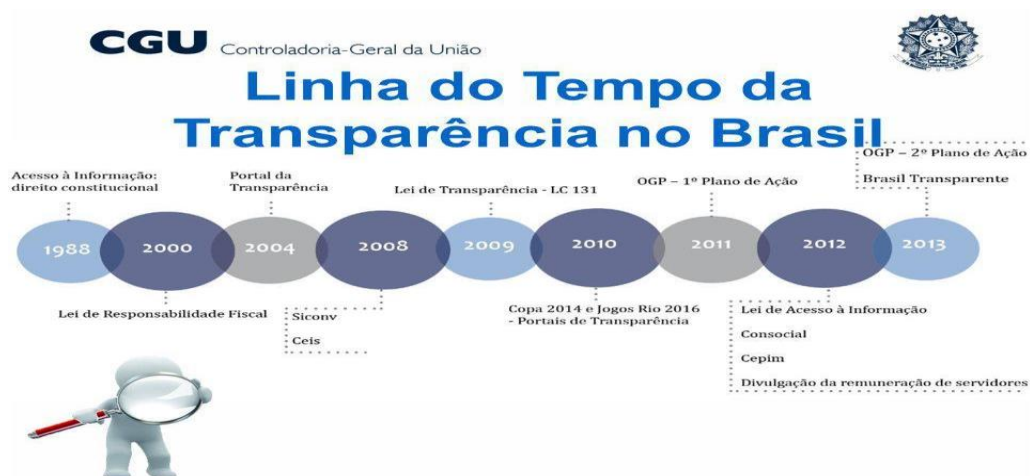 CGU Controladoria-Geral da União
Linha do Tempo da
Transparência no Brasil
Acesso à Informação:
direito constitucional
Portal da
Transparência
Lei de Transparência - LC 131
OGP – 1º Plano de Ação
OGP – 2º Plano de Ação
Brasil Transparente
1988
2000
2004
2008
2009
2010
2011
2012
2013
Lei de Responsabilidade Fiscal
Siconv
Ceis
Copa 2014 e Jogos Rio 2016
- Portais de Transparência
Lei de Acesso à Informação
Consocial
Cepim
Divulgação da remuneração de servidores